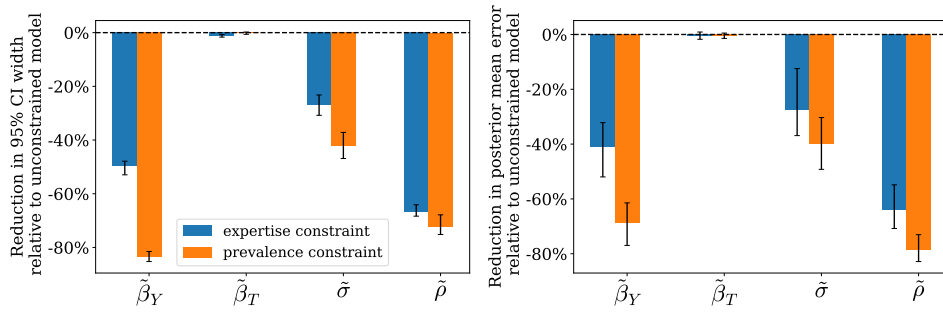 Reduction in 95% CI width
relative to unconstrained model
0%
-20%
-40%
-60%
-80%
expertise constraint
prevalence constraint
β̃_Y
β̃_T
σ̃
ρ̃
Reduction in posterior mean error
relative to unconstrained model
0%
-20%
-40%
-60%
-80%
β̃_Y
β̃_T
σ̃
ρ̃